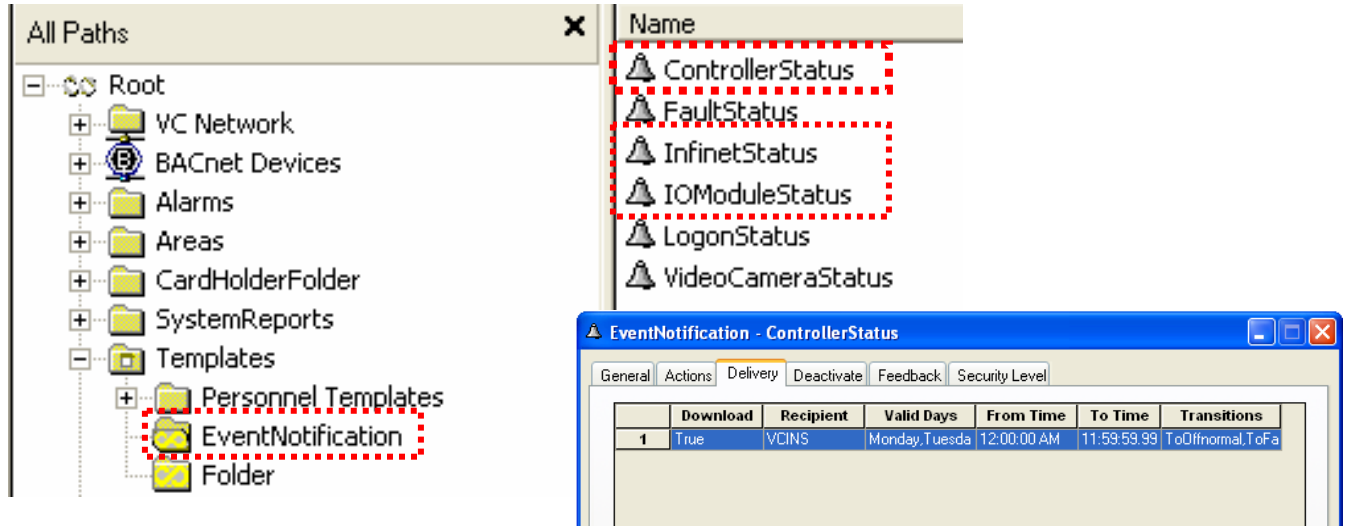 All Paths
Root
VC Network
BACnet Devices
Alarms
Areas
CardHolderFolder
SystemReports
Templates
Personnel Templates
EventNotification
Folder
Name
ControllerStatus
FaultStatus
InfinetStatus
IOModuleStatus
LogonStatus
VideoCameraStatus
EventNotification - ControllerStatus
General Actions Delivery Deactivate Feedback Security Level
Download Recipient Valid Days From Time To Time Transitions
1 True VCINS Monday,Tuesda 12:00:00 AM 11:59:59.99 ToOffnormal,ToFa